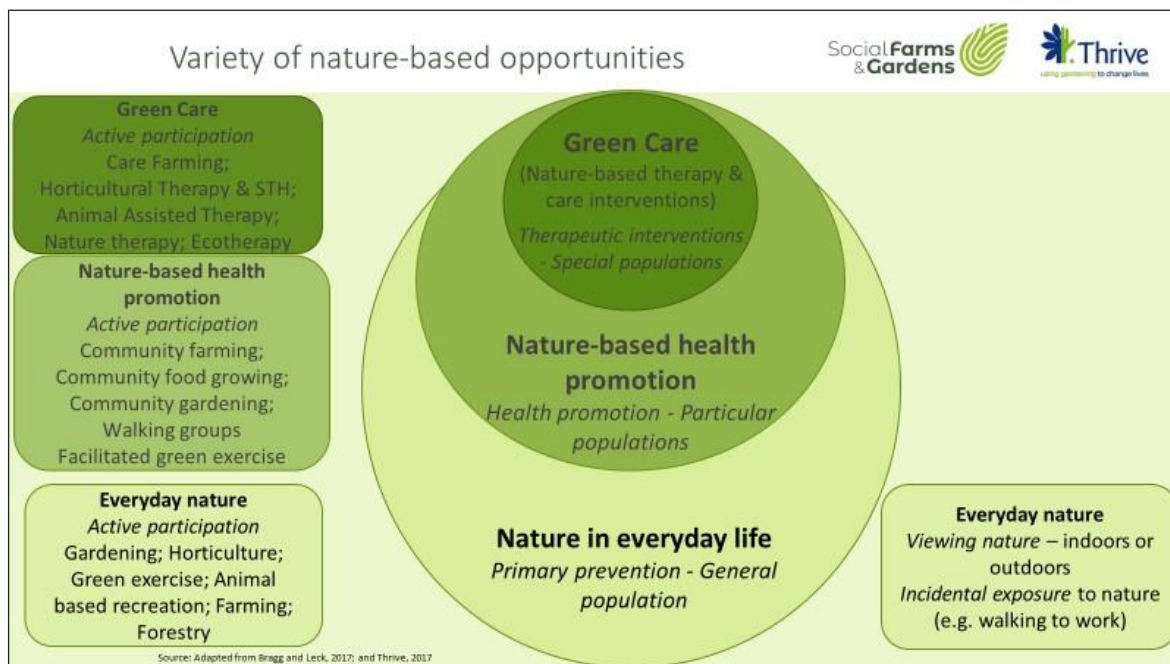 Variety of nature-based opportunities
Social Farms
& Gardens
Thrive
using gardening to change lives
Green Care
Active participation
Care Farming;
Horticultural Therapy & STH;
Animal Assisted Therapy;
Nature therapy; Ecotherapy
Nature-based health
promotion
Active participation
Community farming;
Community food growing;
Community gardening;
Walking groups
Facilitated green exercise
Everyday nature
Active participation
Gardening; Horticulture;
Green exercise; Animal
based recreation; Farming;
Forestry
Green Care
(Nature-based therapy &
care interventions)
Therapeutic interventions
- Special populations
Nature-based health
promotion
Health promotion - Particular
populations
Nature in everyday life
Primary prevention - General
population
Everyday nature
Viewing nature – indoors or
outdoors
Incidental exposure to nature
(e.g. walking to work)
Source: Adapted from Bragg and Leck, 2017; and Thrive, 2017